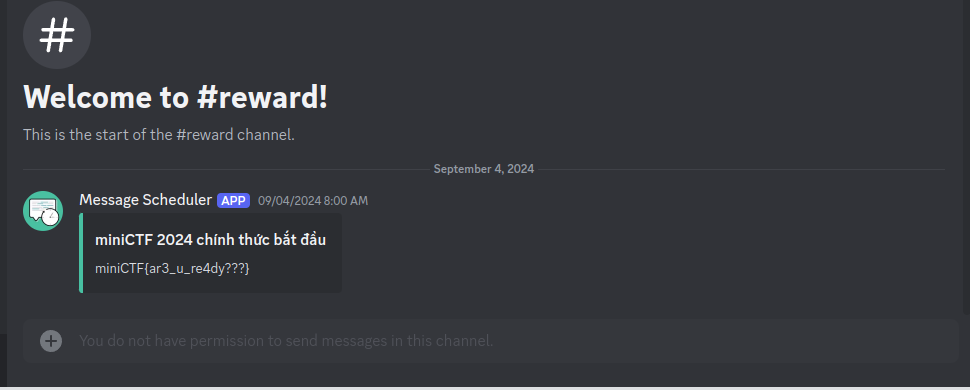 #
Welcome to #reward!
This is the start of the #reward channel.
September 4, 2024
Message Scheduler APP 09/04/2024 8:00 AM
miniCTF 2024 chính thức bắt đầu
miniCTF{ar3_u_re4dy???}
You do not have permission to send messages in this channel.